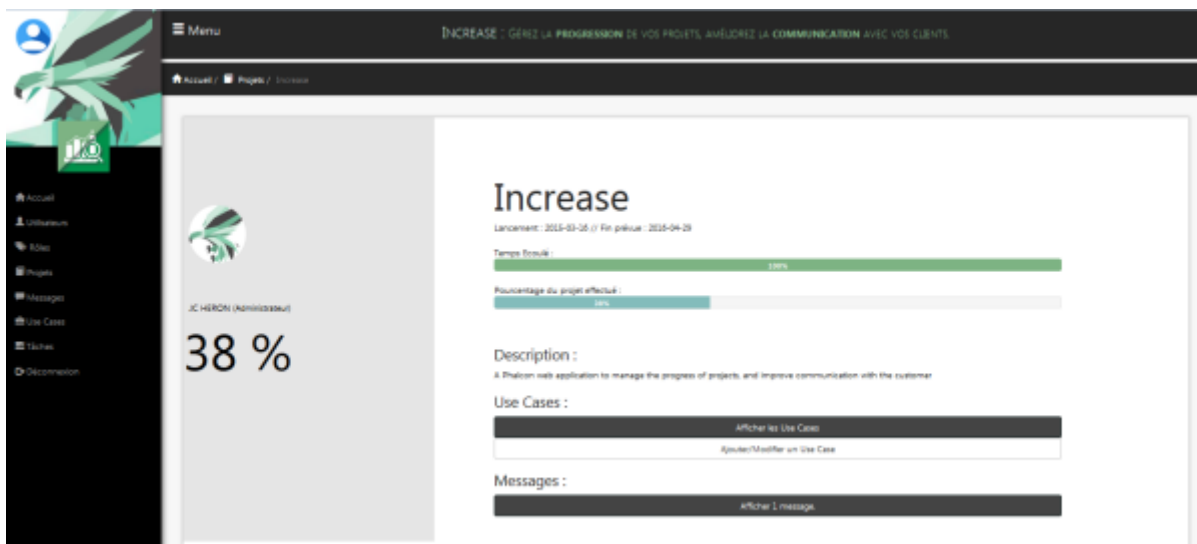 Menu
INCREASE : GÉREZ LA PROGRESSION DE VOS PROJETS, AMÉLIOREZ LA COMMUNICATION AVEC VOS CLIENTS.
Accueil / Projets / Increase
Accueil
Utilisateurs
Rôles
Projets
Messages
Use Cases
Tâches
Déconnexion
JC HERON (Administrateur)
38 %
Increase
Lancement : 2015-03-16 // Fin prévue : 2016-04-29
Temps Ecoulé :
100%
Pourcentage du projet effectué :
38%
Description :
A Phalcon web application to manage the progress of projects, and improve communication with the customer
Use Cases :
Afficher les Use Cases
Ajouter/Modifier un Use Case
Messages :
Afficher 1 message.